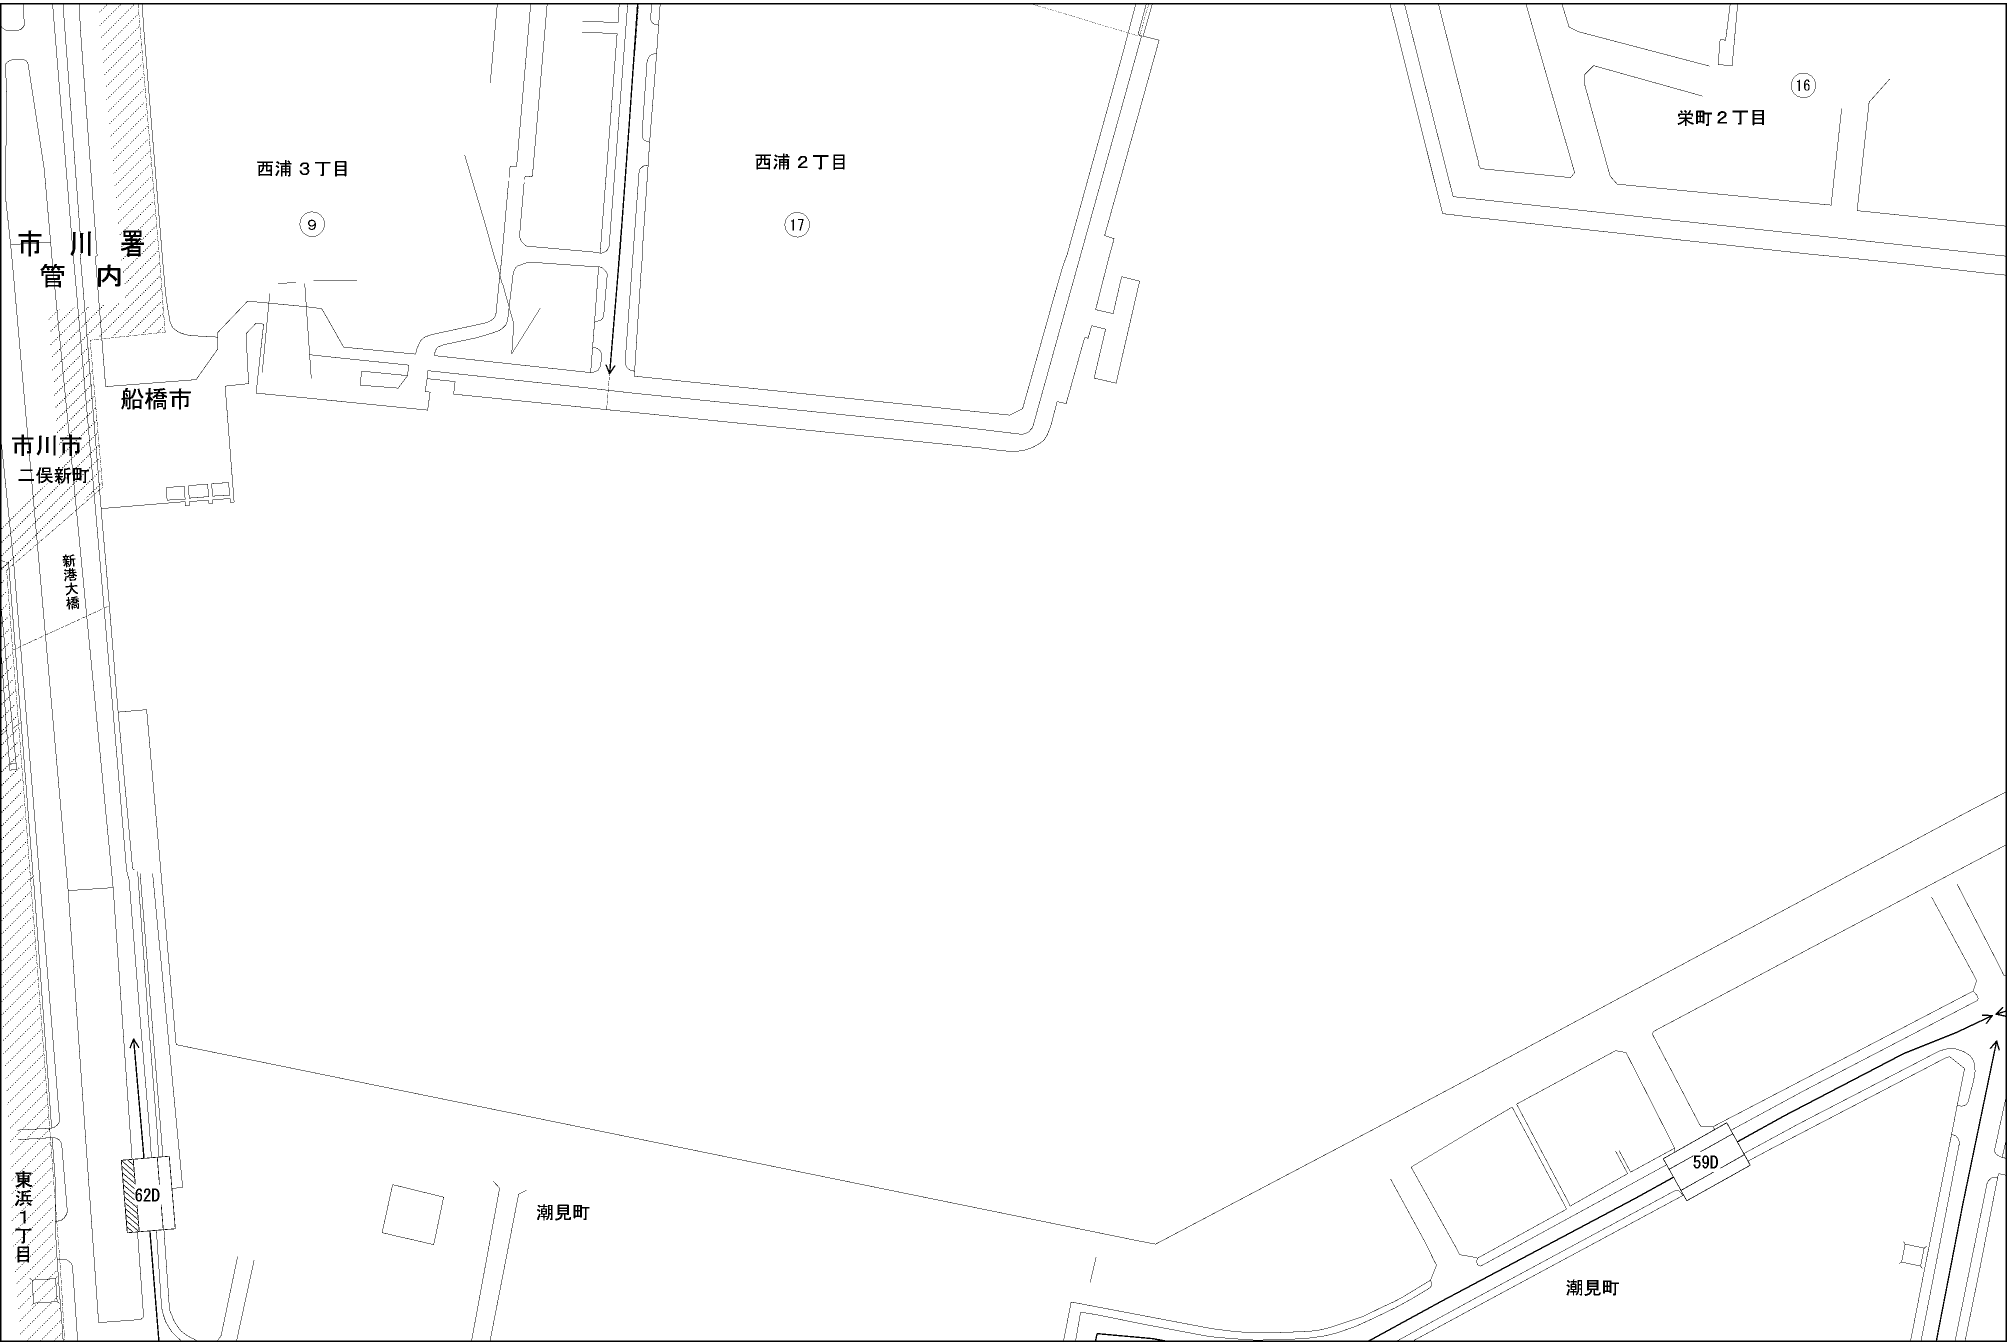 16
栄町２丁目
西浦３丁目
西浦２丁目
9
17
市川署
管内
船橋市
市川市
二俣新町
新港大橋
59D
東浜１丁目
62D
潮見町
潮見町